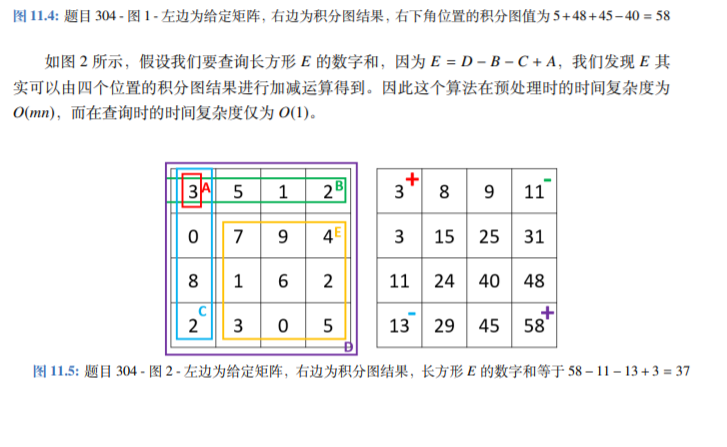 图 11.4: 题目 304 - 图 1 - 左边为给定矩阵, 右边为积分图结果, 右下角位置的积分图值为 5+48+45−40 = 58
如图 2 所示, 假设我们要查询长方形 E 的数字和, 因为 E = D − B − C + A, 我们发现 E 其
实可以由四个位置的积分图结果进行加减运算得到。因此这个算法在预处理时的时间复杂度为
O(mn), 而在查询时的时间复杂度仅为 O(1)。
3 A 5 1 2 B 3 + 8 9 11 -
0 7 9 4 E 3 15 25 31
8 1 6 2 11 24 40 48
2 C 3 0 5 D 13 - 29 45 58 +
图 11.5: 题目 304 - 图 2 - 左边为给定矩阵, 右边为积分图结果, 长方形 E 的数字和等于 58 − 11 − 13 + 3 = 37